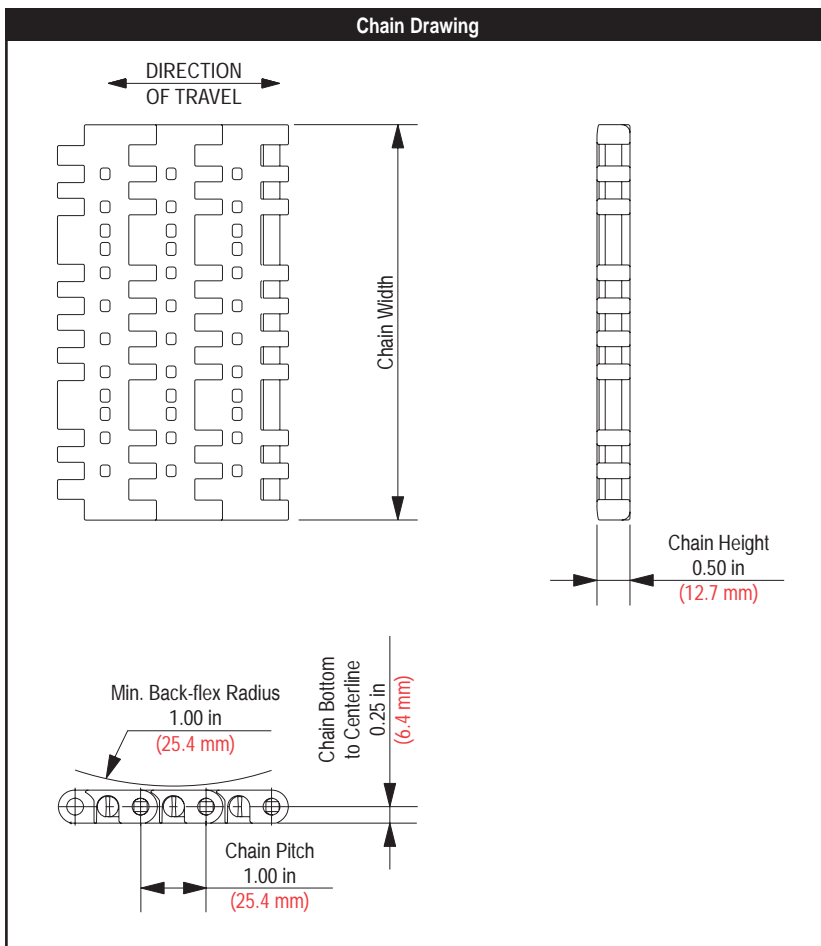 Chain Drawing
DIRECTION
OF TRAVEL
Chain Width
Chain Height
0.50 in
(12.7 mm)
Min. Back-flex Radius
1.00 in
(25.4 mm)
Chain Bottom
to Centerline
0.25 in
(6.4 mm)
Chain Pitch
1.00 in
(25.4 mm)